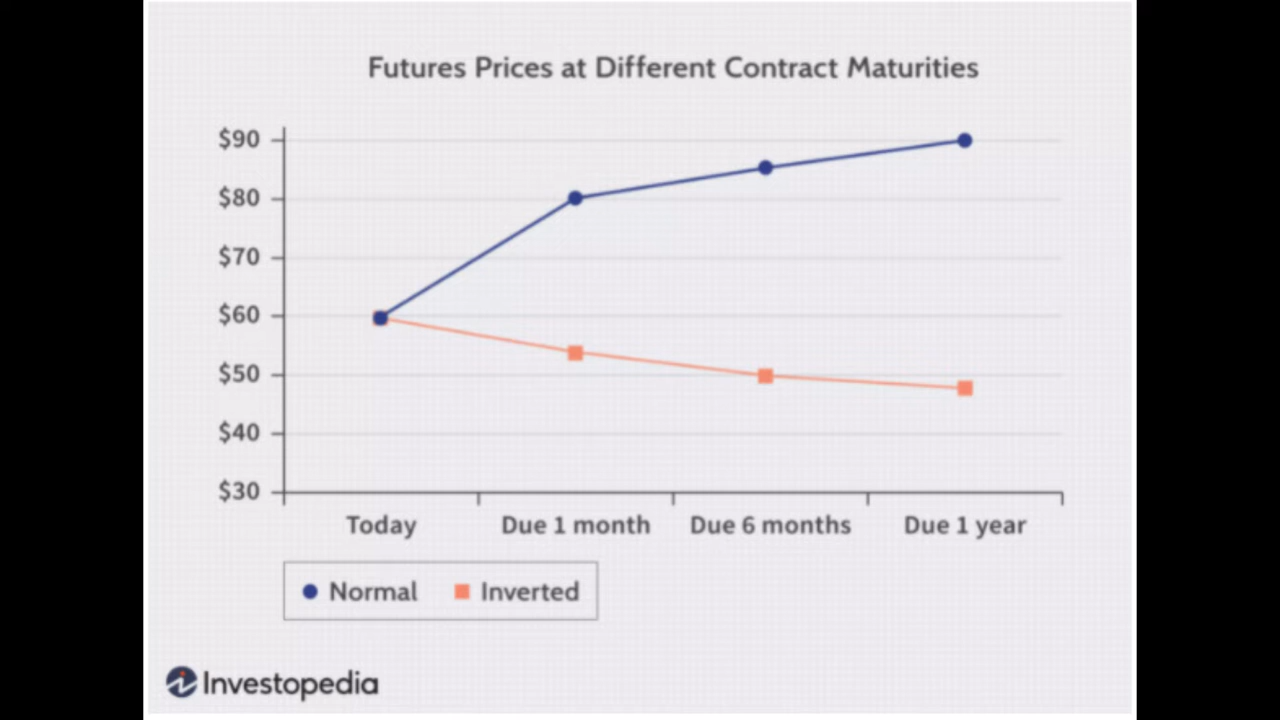 Futures Prices at Different Contract Maturities
$90
$80
$70
$60
$50
$40
$30
Today Due 1 month Due 6 months Due 1 year
Normal Inverted
Investopedia